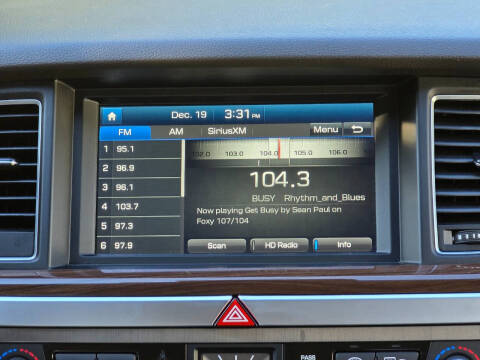 Dec. 19 3:31 PM
FM AM SiriusXM Menu
102.0 103.0 104.0 105.0 106.0
1 95.1
2 96.9
3 96.1
4 103.7
5 97.3
6 97.9
104.3
BUSY Rhythm_and_Blues
Now playing Get Busy by Sean Paul on
Foxy 107/104
Scan HD Radio Info
PASS